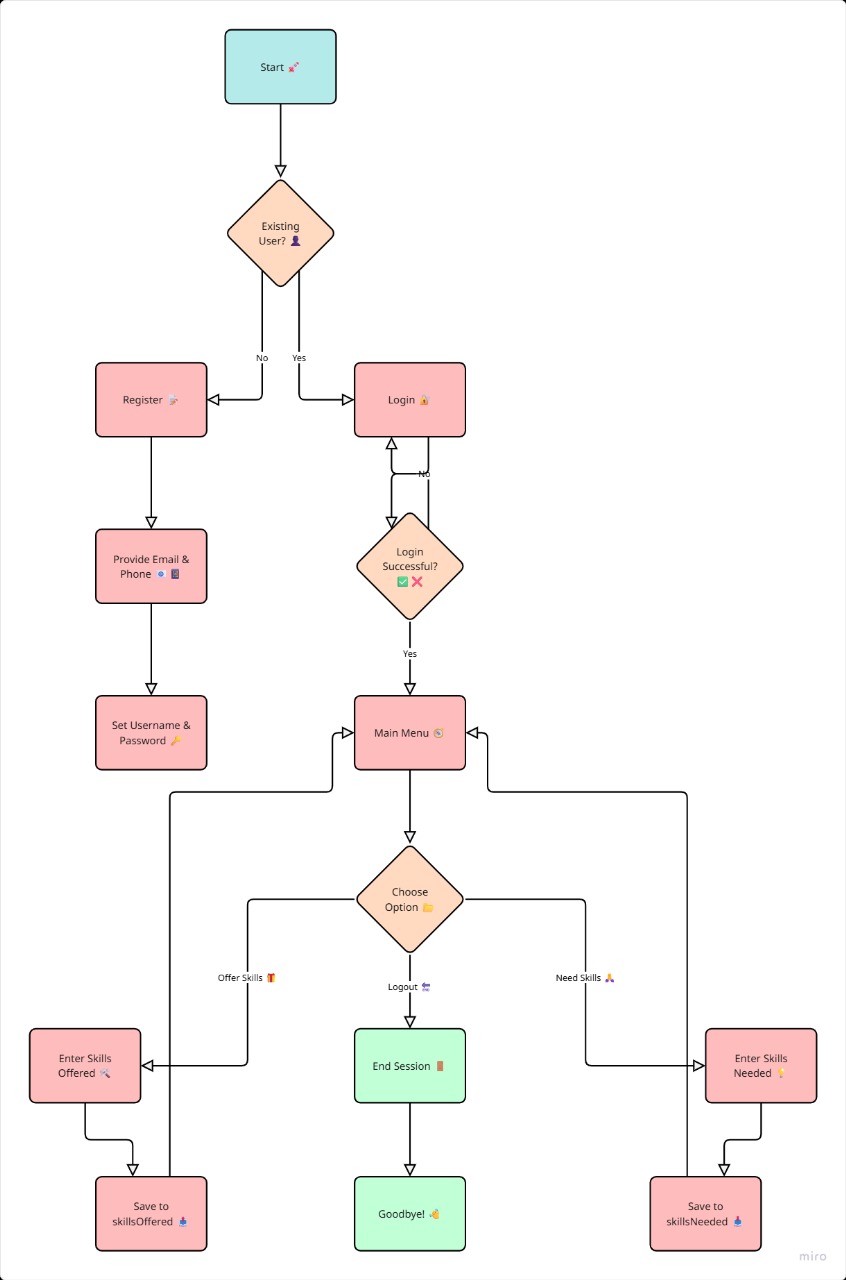 Start 🚀
Existing
User? 👤
No
Yes
Register 📝
Login 🔐
No
Provide Email &
Phone 📧 📱
Login
Successful?
✅ ❌
Yes
Set Username &
Password 🔑
Main Menu 🧭
Choose
Option 📂
Offer Skills 🎁
Logout 🔚
Need Skills 🙏
Enter Skills
Offered 🛠️
End Session 🚪
Enter Skills
Needed 💡
Save to
skillsOffered 📥
Goodbye! 👋
Save to
skillsNeeded 📥
miro